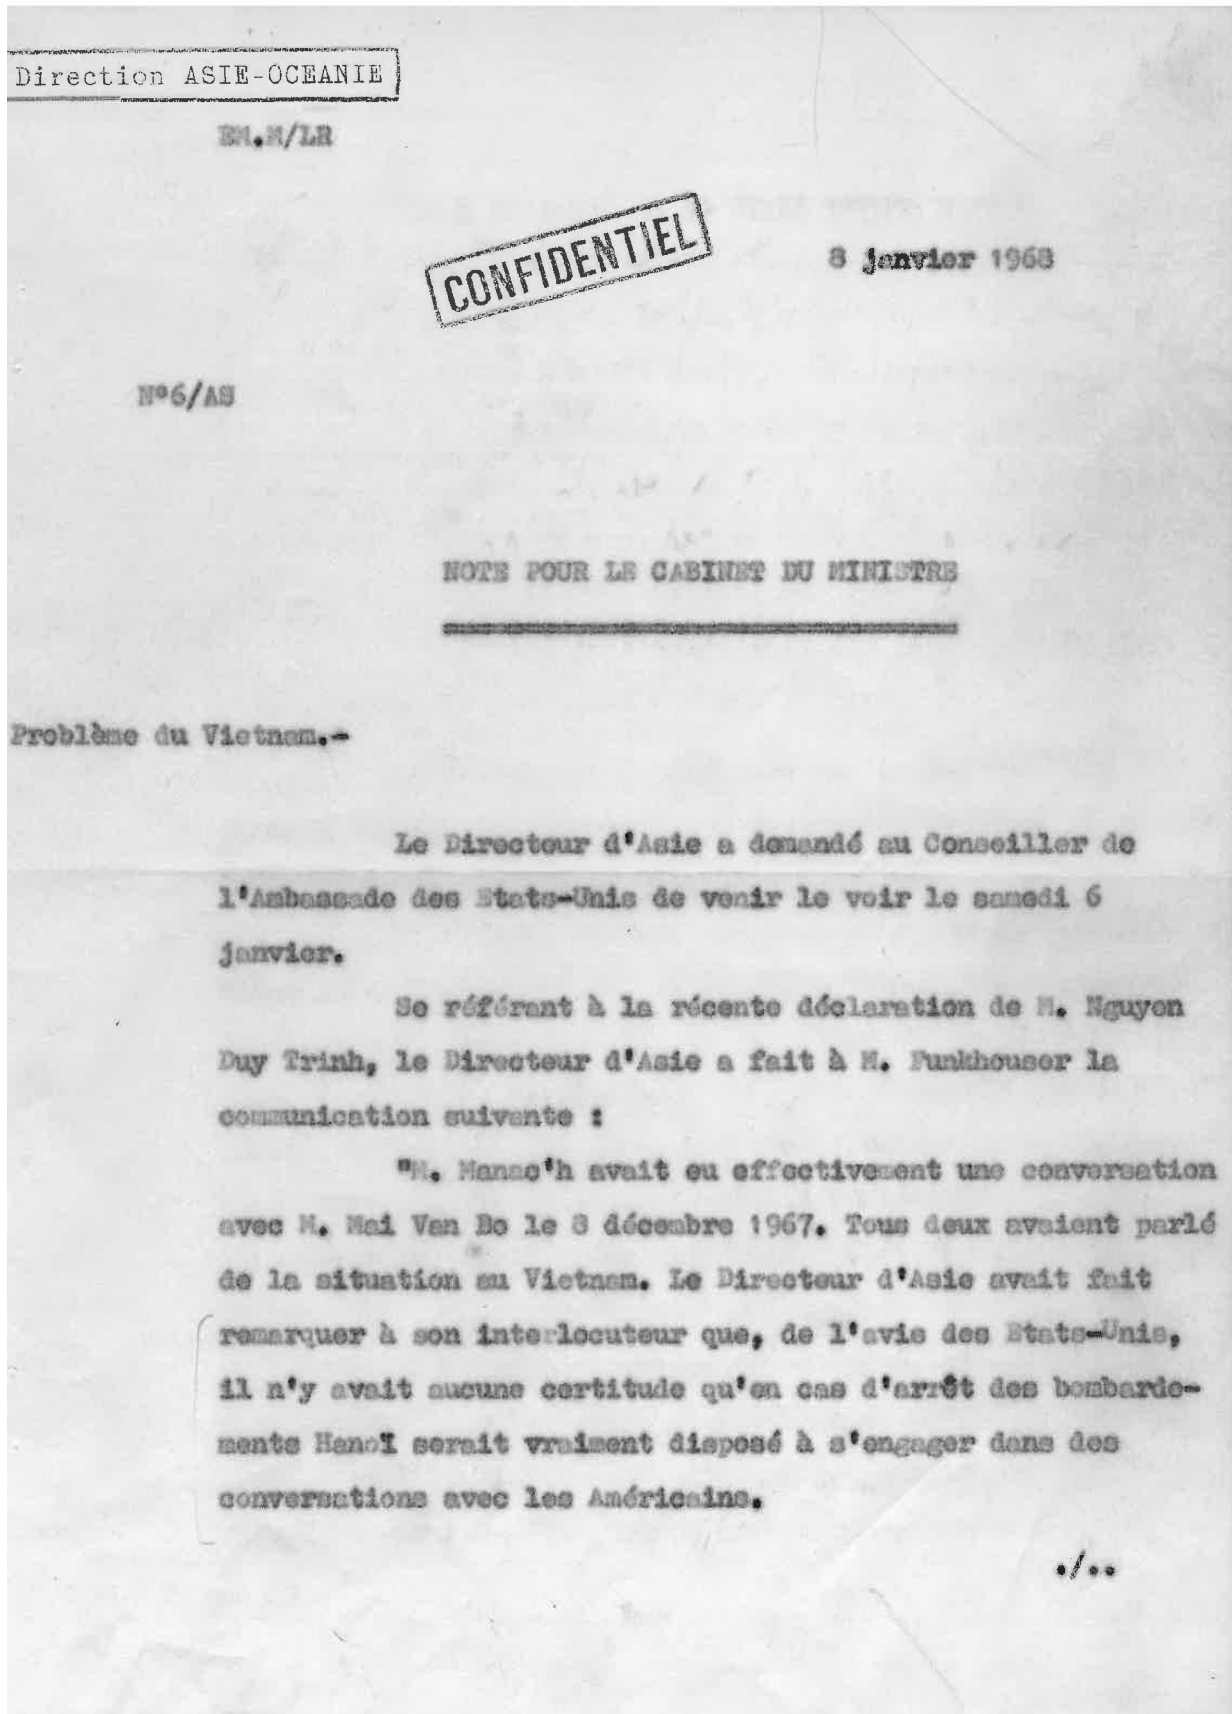 Direction ASIE-OCEANIE
EM.M/LR
CONFIDENTIEL
8 janvier 1968
N°6/AS
NOTE POUR LE CABINET DU MINISTRE
Problème du Vietnam.-
Le Directeur d'Asie a demandé au Conseiller de
l'Ambassade des Etats-Unis de venir le voir le samedi 6
janvier.
Se référant à la récente déclaration de M. Nguyen
Duy Trinh, le Directeur d'Asie a fait à M. Funkhouser la
communication suivante :
"M. Manac'h avait eu effectivement une conversation
avec M. Mai Van Bo le 8 décembre 1967. Tous deux avaient parlé
de la situation au Vietnam. Le Directeur d'Asie avait fait
remarquer à son interlocuteur que, de l'avis des Etats-Unis,
il n'y avait aucune certitude qu'en cas d'arrêt des bombarde-
ments Hanoï serait vraiment disposé à s'engager dans des
conversations avec les Américains.
./..